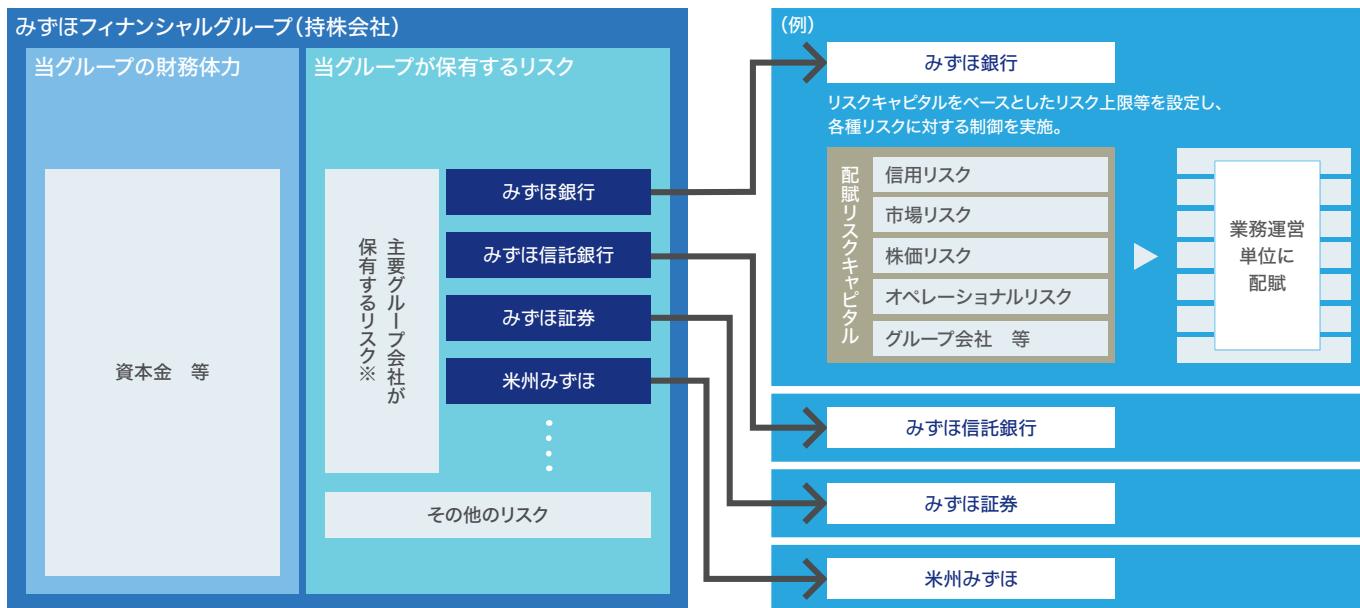 みずほフィナンシャルグループ（持株会社）
当グループの財務体力
資本金　等
当グループが保有するリスク
主要グループ会社が
保有するリスク※
みずほ銀行
みずほ信託銀行
みずほ証券
米州みずほ
その他のリスク
（例）
みずほ銀行
リスクキャピタルをベースとしたリスク上限等を設定し、
各種リスクに対する制御を実施。
配賦リスクキャピタル
信用リスク
市場リスク
株価リスク
オペレーショナルリスク
グループ会社　等
業務運営
単位に
配賦
みずほ信託銀行
みずほ証券
米州みずほ